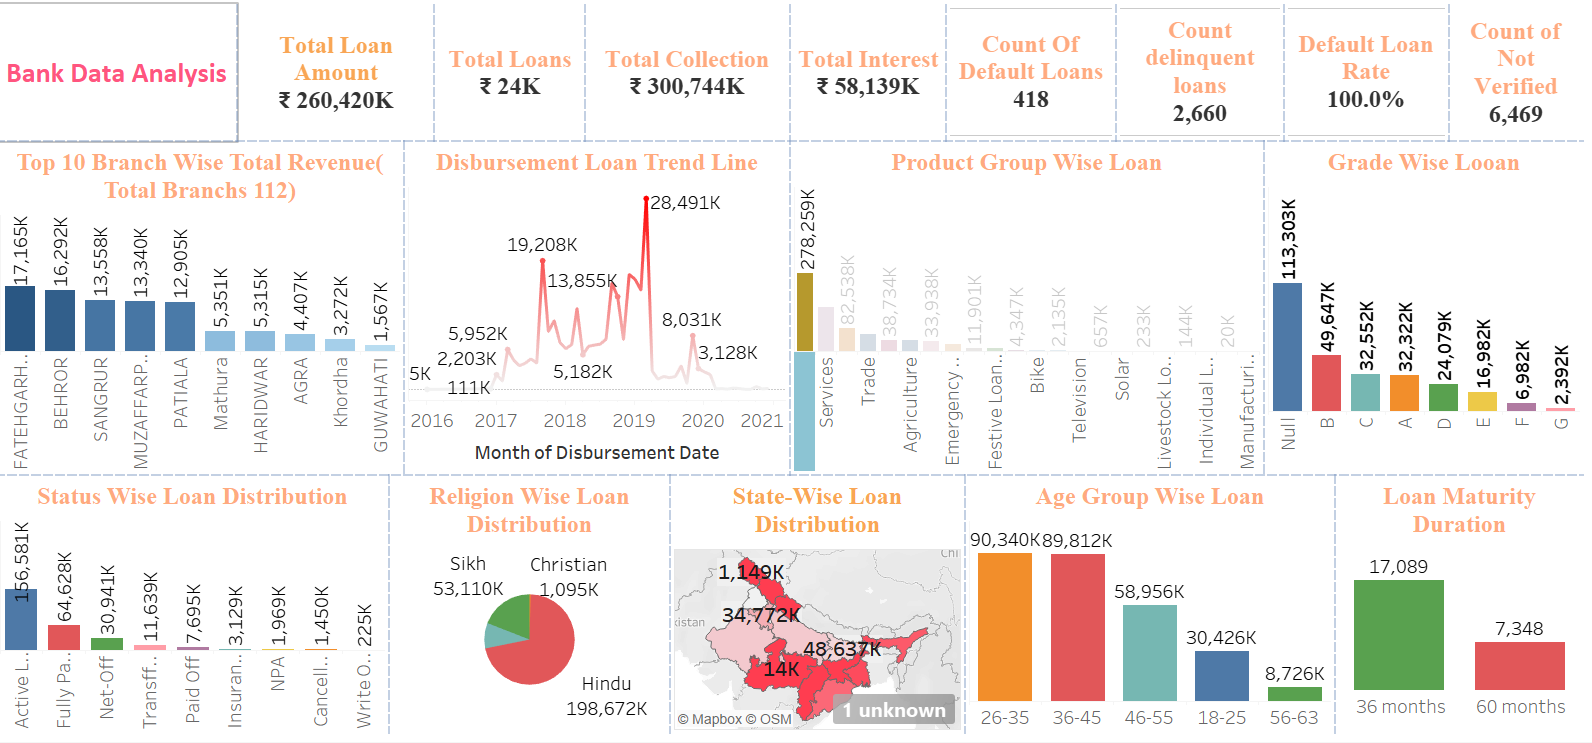 Bank Data Analysis
Total Loan
Amount
₹ 260,420K
Total Loans
₹ 24K
Total Collection
₹ 300,744K
Total Interest
₹ 58,139K
Count Of
Default Loans
418
Count
delinquent
loans
2,660
Default Loan
Rate
100.0%
Count of
Not
Verified
6,469
Top 10 Branch Wise Total Revenue(
Total Branchs 112)
17,165K
16,292K
13,558K
13,340K
12,905K
5,351K
5,315K
4,407K
3,272K
1,567K
FATEHGARH..
BEHROR
SANGRUR
MUZAFFARP..
PATIALA
Mathura
HARIDWAR
AGRA
Khordha
GUWAHATI
Disbursement Loan Trend Line
28,491K
19,208K
13,855K
5,952K
8,031K
2,203K
3,128K
5K
111K
5,182K
2016
2017
2018
2019
2020
2021
Month of Disbursement Date
Product Group Wise Loan
278,259K
82,538K
38,734K
33,938K
11,901K
4,347K
2,135K
657K
233K
144K
20K
Services
Trade
Agriculture
Emergency ..
Festive Loan..
Bike
Television
Solar
Livestock Lo..
Individual L..
Manufacturi..
Grade Wise Looan
113,303K
49,647K
32,552K
32,322K
24,079K
16,982K
6,982K
2,392K
Null
B
C
A
D
E
F
G
Status Wise Loan Distribution
156,581K
64,628K
30,941K
11,639K
7,695K
3,129K
1,969K
1,450K
225K
Active L..
Fully Pa..
Net-Off
Transff..
Paid Off
Insuran..
NPA
Cancell..
Write O..
Religion Wise Loan
Distribution
Sikh
53,110K
Christian
1,095K
Hindu
198,672K
State-Wise Loan
Distribution
1,149K
34,772K
48,637K
14K
istan
Chi
© Mapbox © OSM
1 unknown
Age Group Wise Loan
90,340K
89,812K
58,956K
30,426K
8,726K
26-35
36-45
46-55
18-25
56-63
Loan Maturity
Duration
17,089
7,348
36 months
60 months